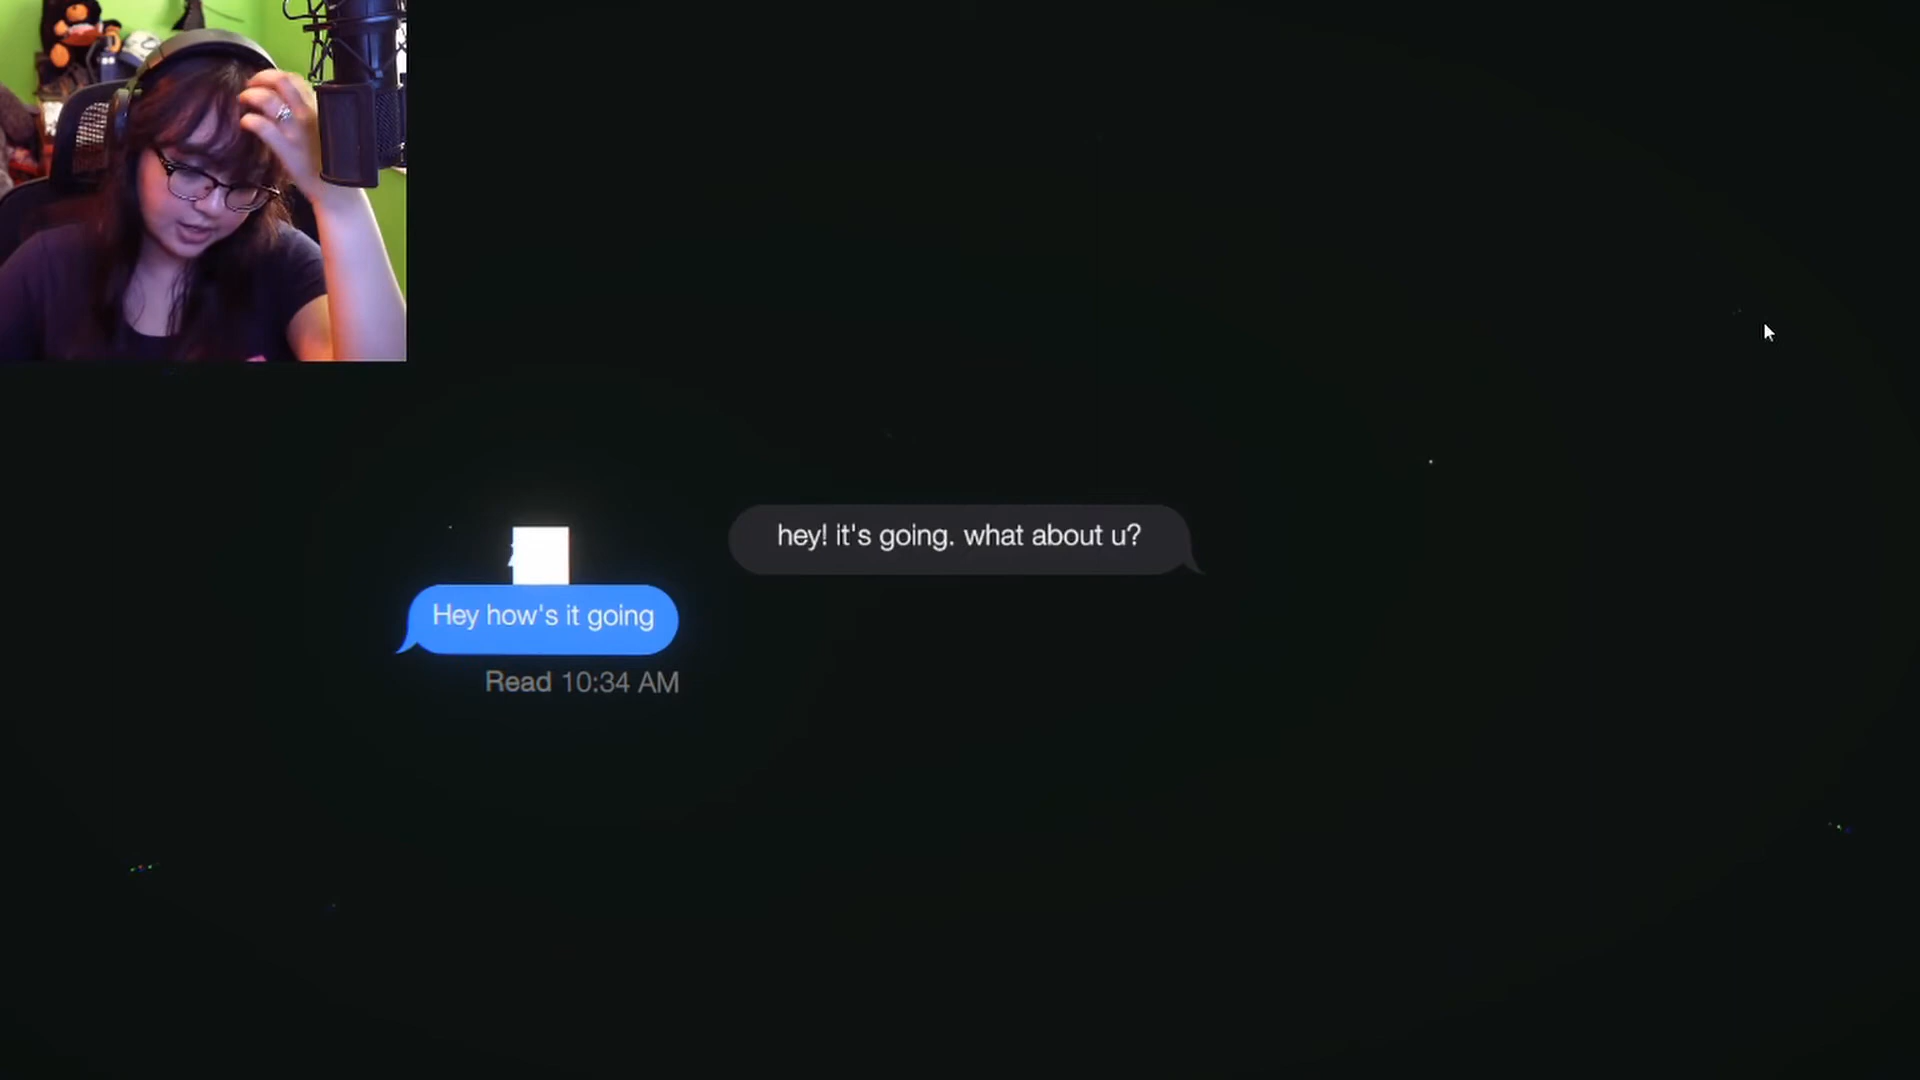 hey! it's going. what about u?
Hey how's it going
Read 10:34 AM